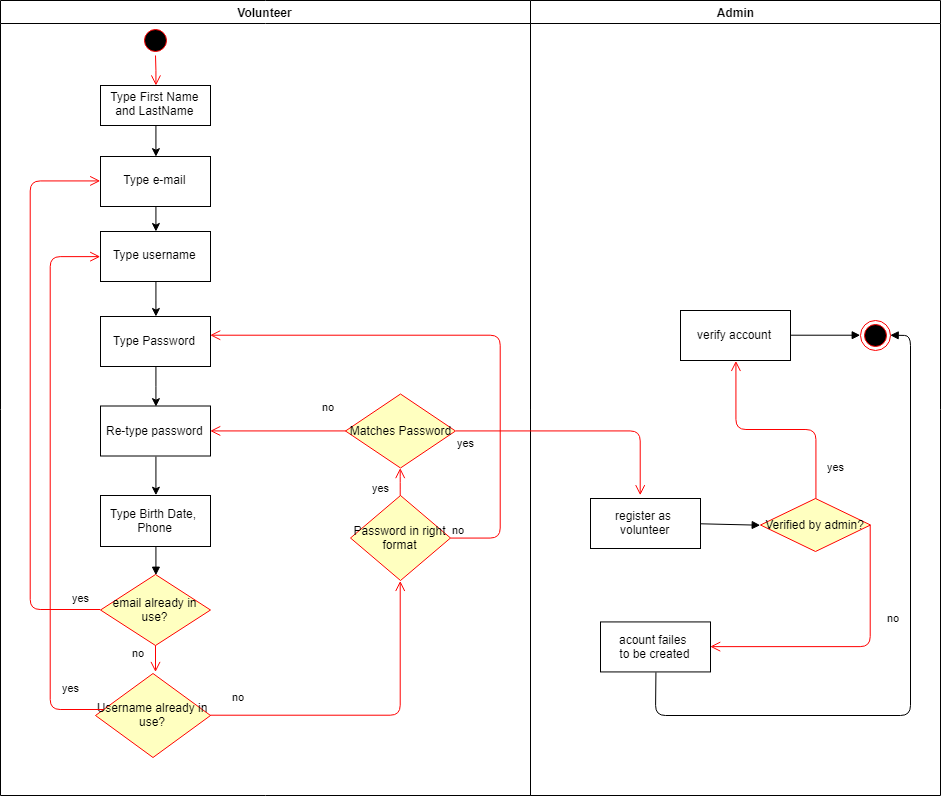 Volunteer
Admin
Type First Name
and LastName
Type e-mail
Type username
Type Password
Re-type password
Type Birth Date,
Phone
email already in
use?
yes
no
Username already in
use?
yes
no
Password in right
format
yes
no
Matches Password
no
yes
register as
volunteer
Verified by admin?
yes
no
verify account
acount failes
to be created